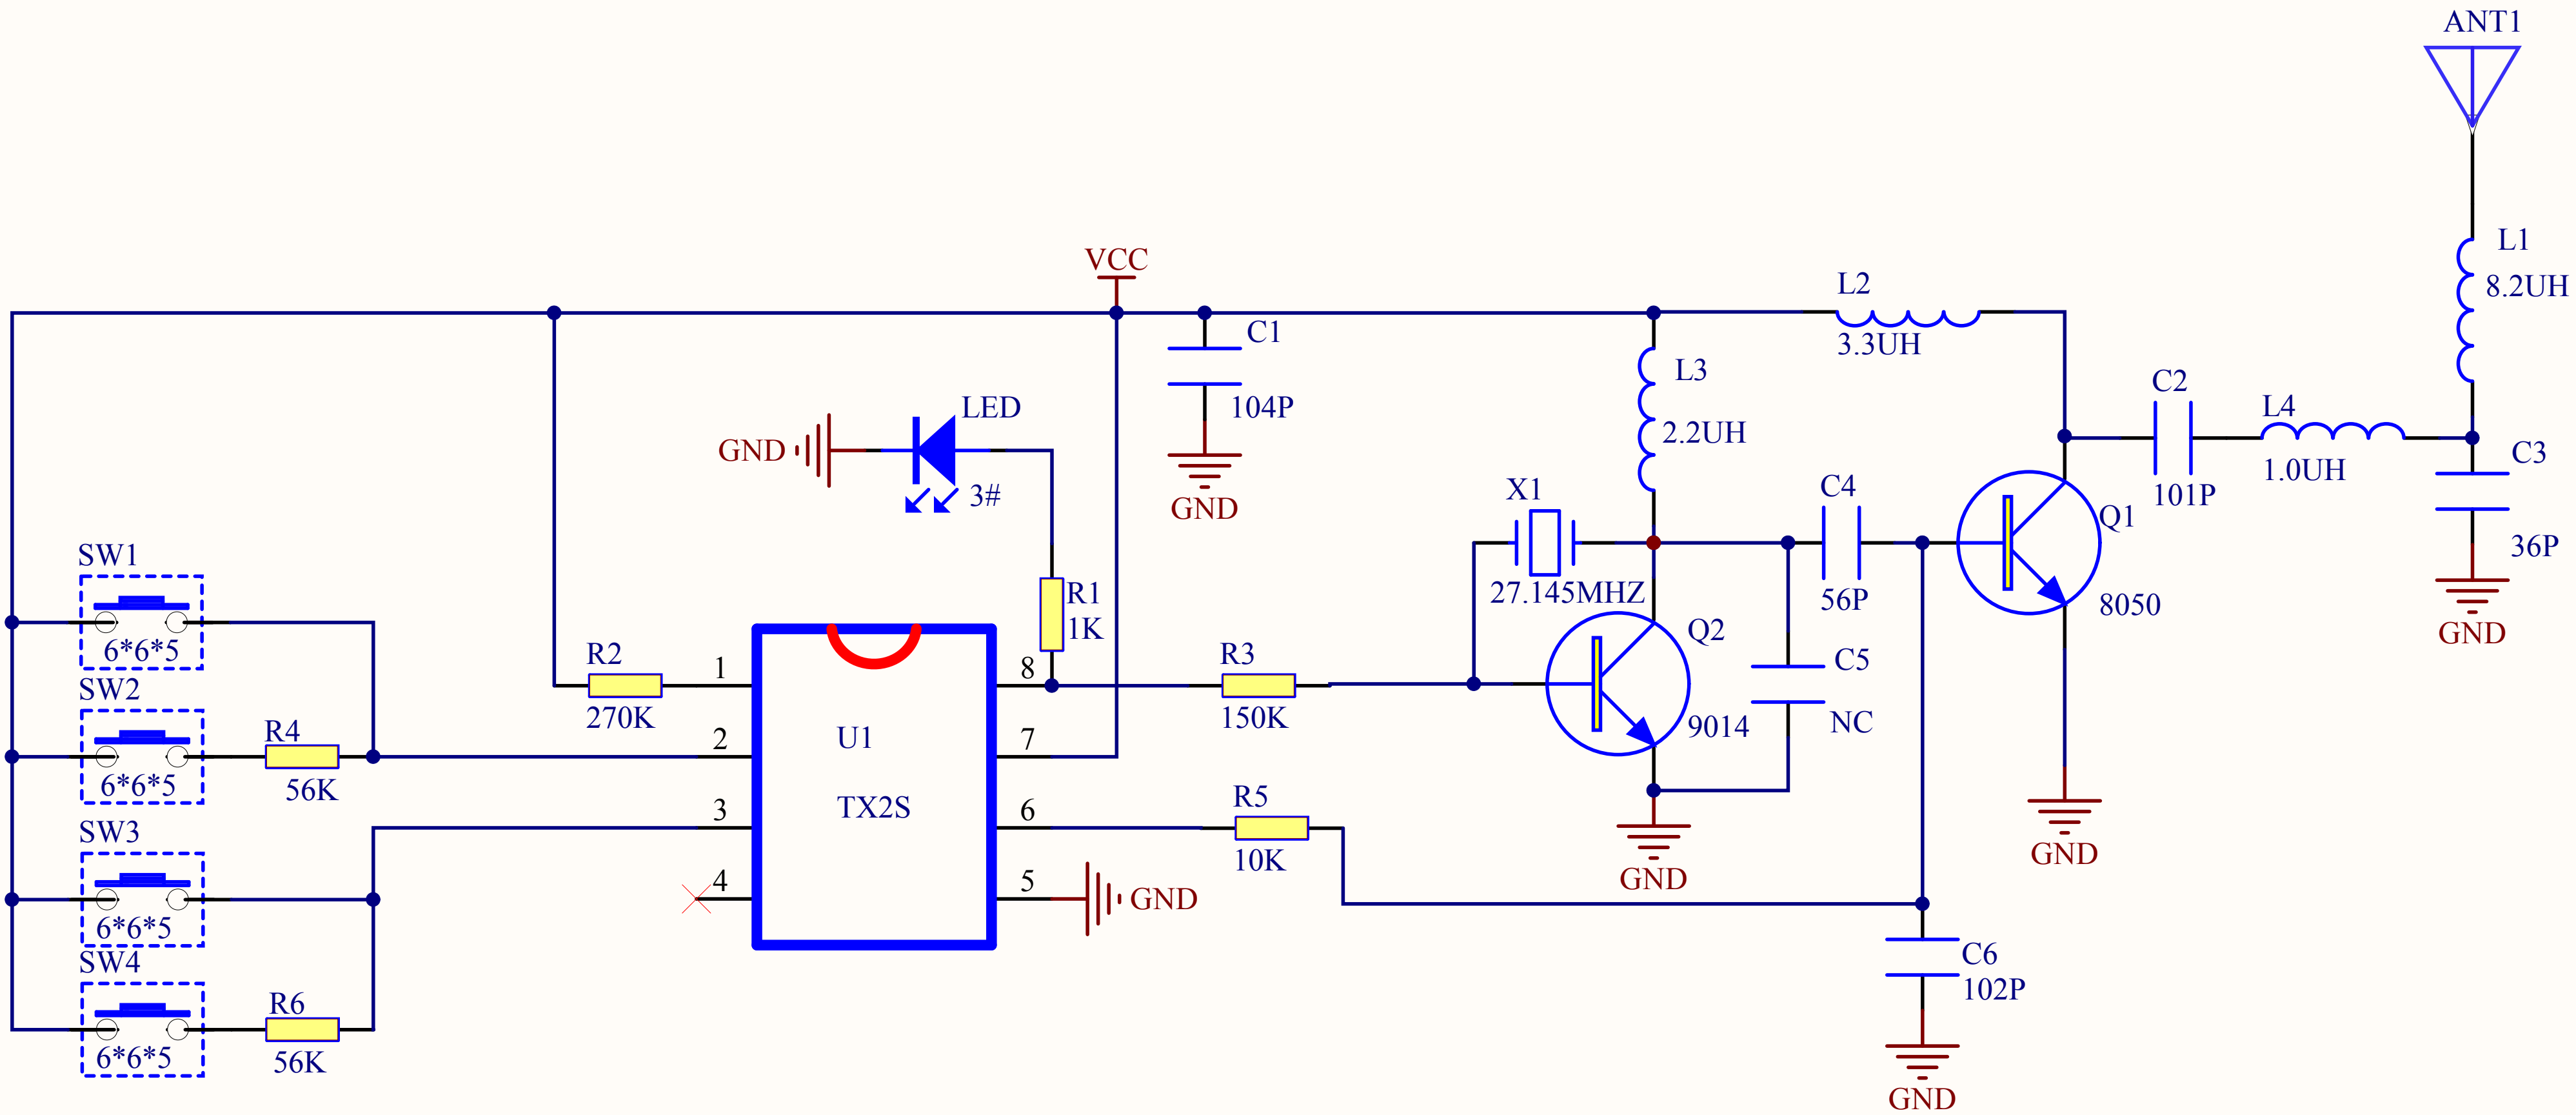 ANT1
L1
8.2UH
VCC
L2
3.3UH
C1
104P
GND
L3
2.2UH
C2
101P
L4
1.0UH
C3
36P
GND
LED
GND
3#
X1
27.145MHZ
C4
56P
Q1
8050
GND
SW1
6*6*5
SW2
6*6*5
R4
56K
SW3
6*6*5
SW4
6*6*5
R6
56K
R2
270K
1
2
3
4
U1
TX2S
8
7
6
5
GND
R1
1K
R3
150K
R5
10K
Q2
9014
GND
C5
NC
C6
102P
GND